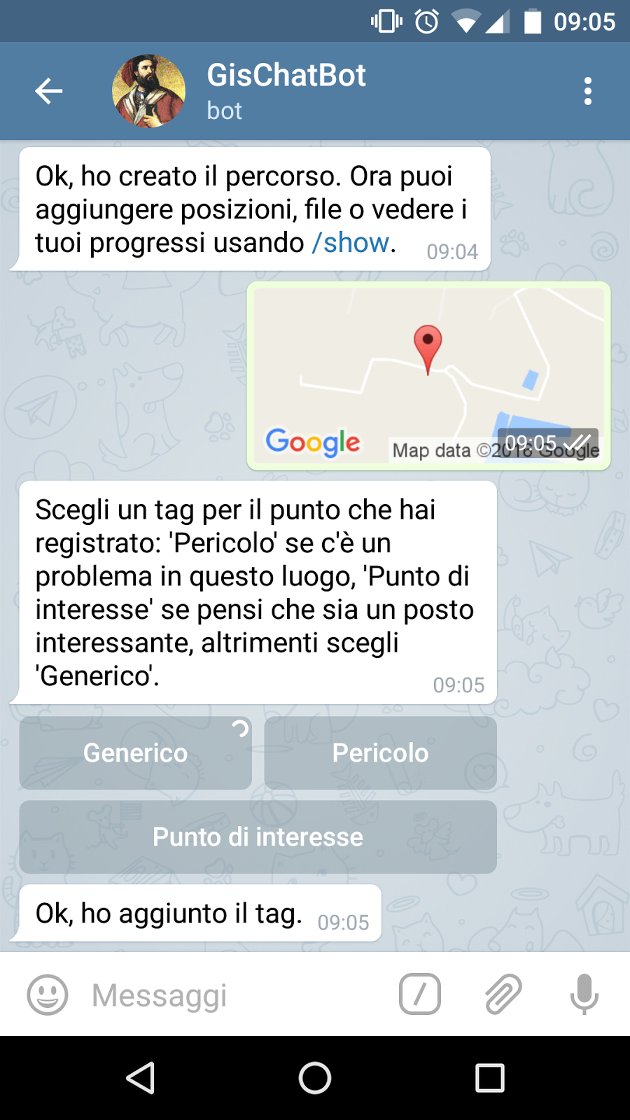 09:05
GisChatBot
bot
Ok, ho creato il percorso. Ora puoi
aggiungere posizioni, file o vedere i
tuoi progressi usando /show.
09:04
Google
Map data ©2016 Google
09:05
Scegli un tag per il punto che hai
registrato: 'Pericolo' se c'è un
problema in questo luogo, 'Punto di
interesse' se pensi che sia un posto
interessante, altrimenti scegli
'Generico'.
09:05
Generico
Pericolo
Punto di interesse
Ok, ho aggiunto il tag.
09:05
Messaggi